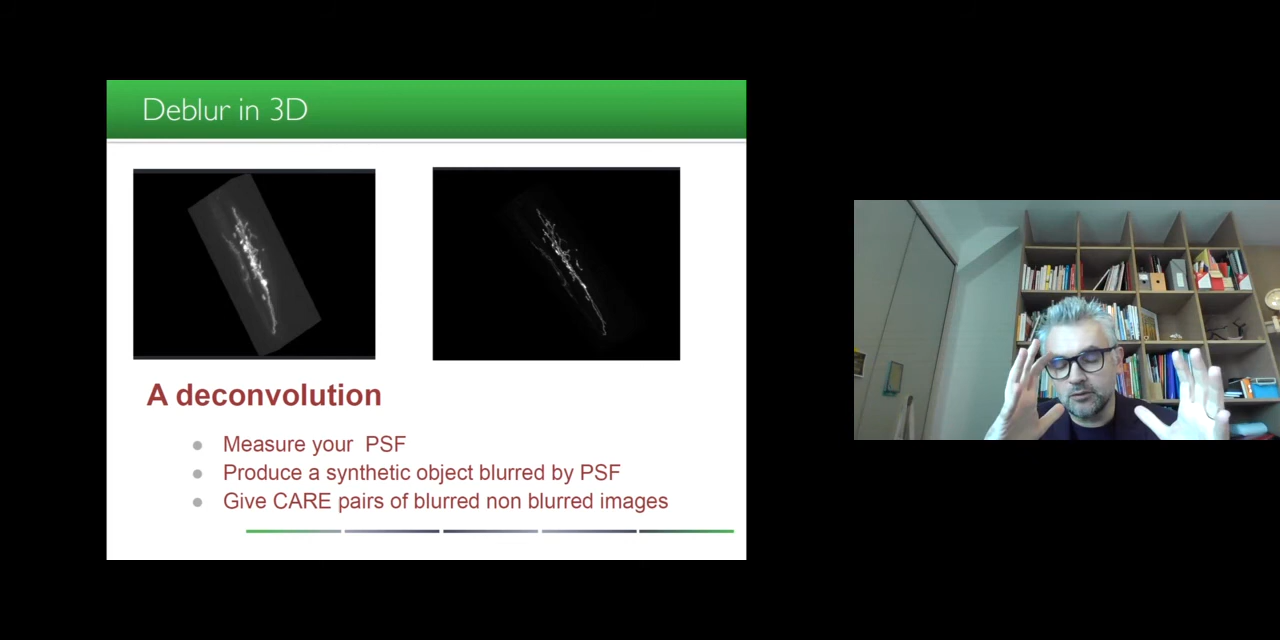 Deblur in 3D
A deconvolution
Measure your PSF
Produce a synthetic object blurred by PSF
Give CARE pairs of blurred non blurred images